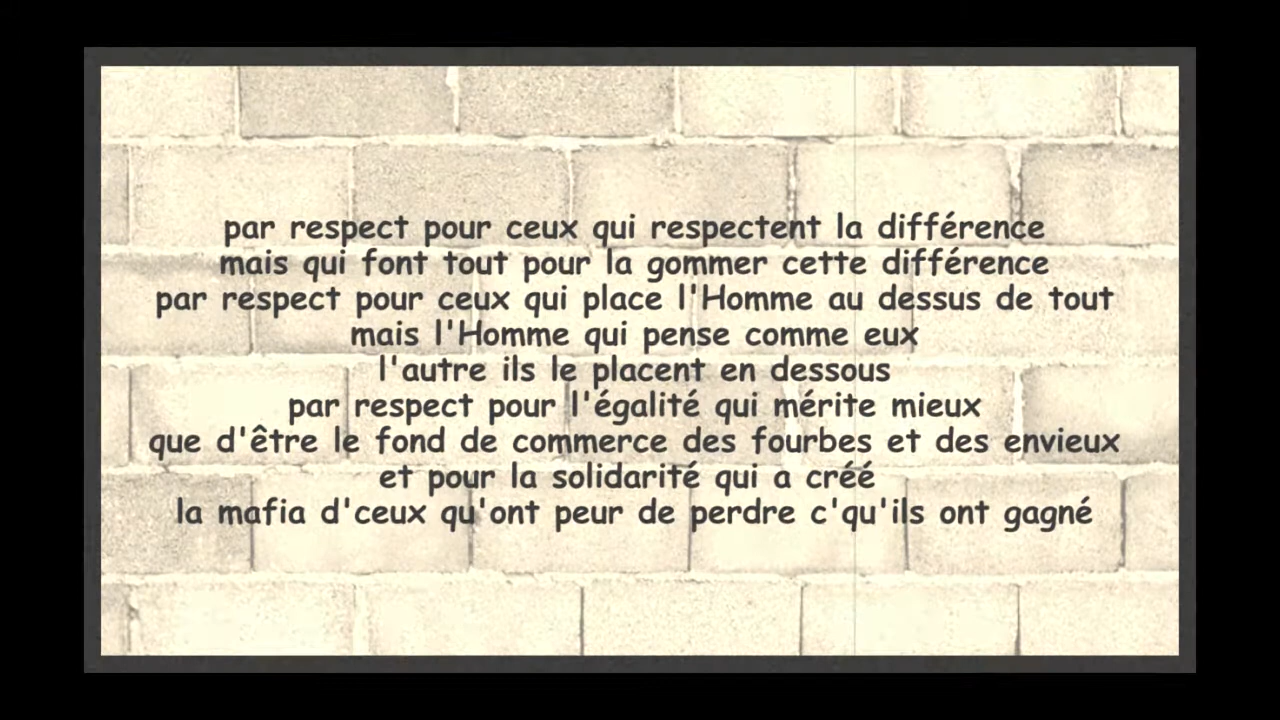 par respect pour ceux qui respectent la différence
mais qui font tout pour la gommer cette différence
par respect pour ceux qui place l'Homme au dessus de tout
mais l'Homme qui pense comme eux
l'autre ils le placent en dessous
par respect pour l'égalité qui mérite mieux
que d'être le fond de commerce des fourbes et des envieux
et pour la solidarité qui a créé
la mafia d'ceux qu'ont peur de perdre c'qu'ils ont gagné